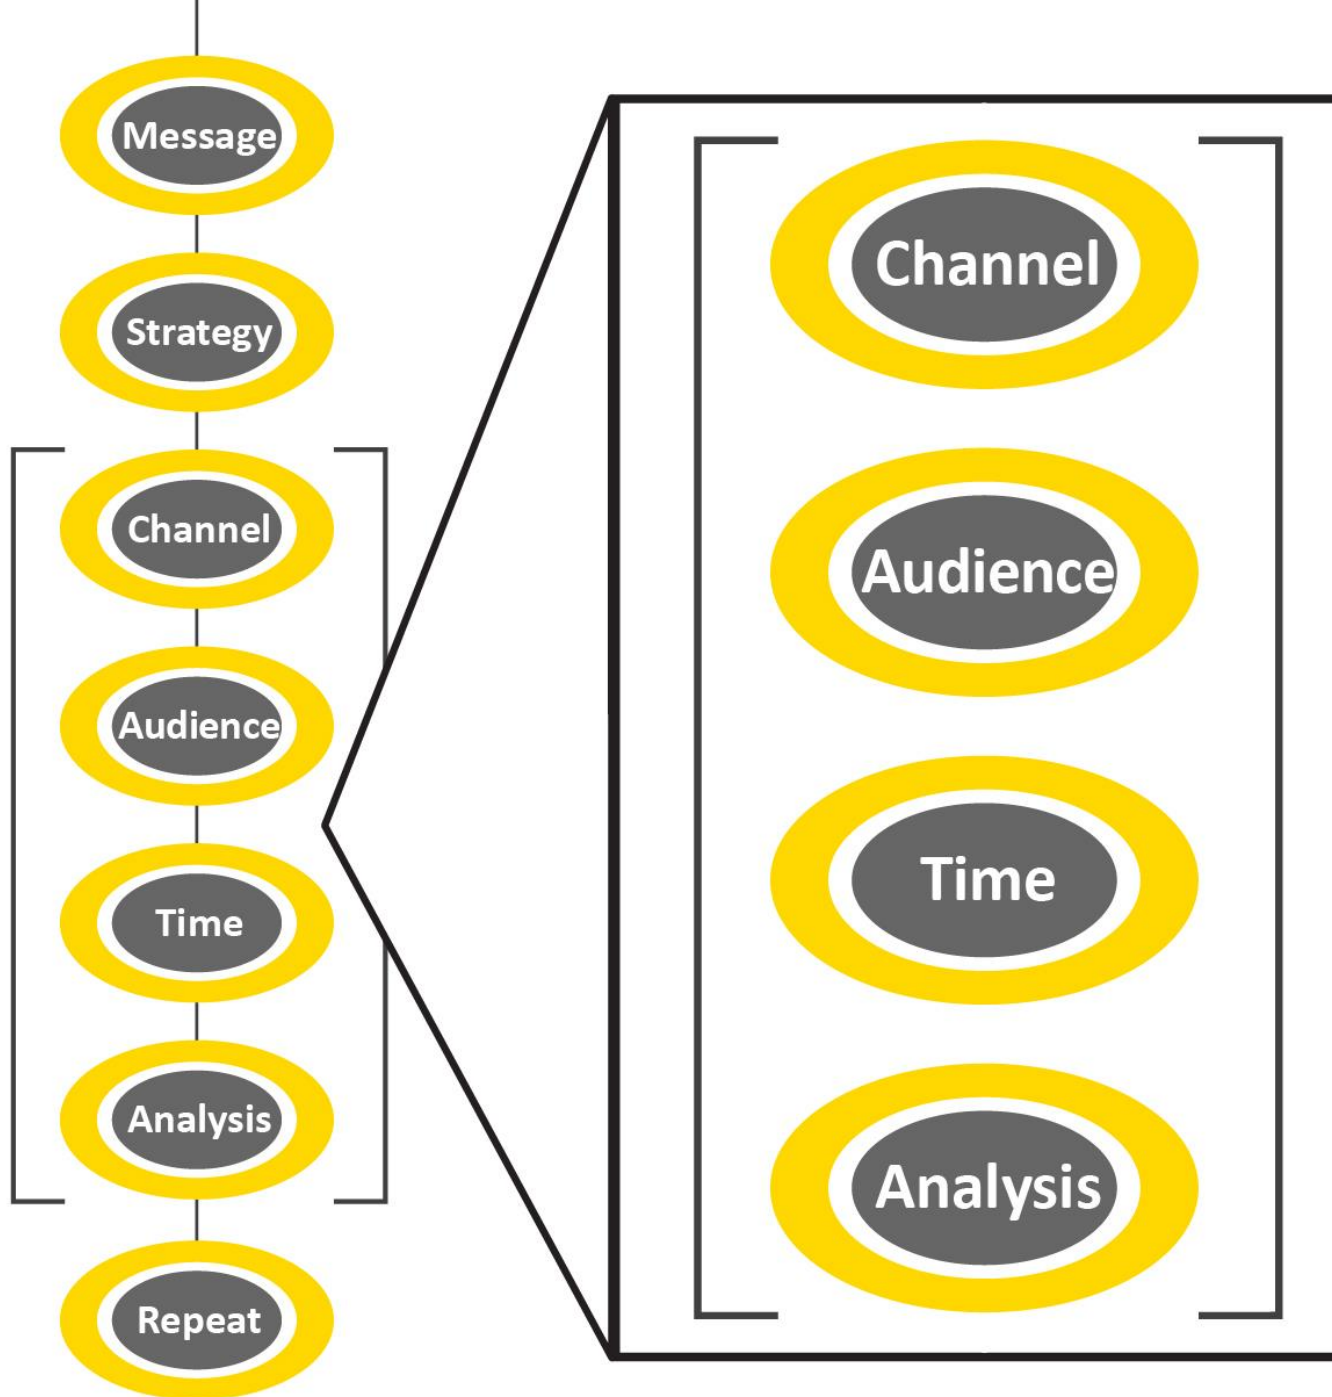 Message
Strategy
Channel
Audience
Time
Analysis
Repeat
Channel
Audience
Time
Analysis